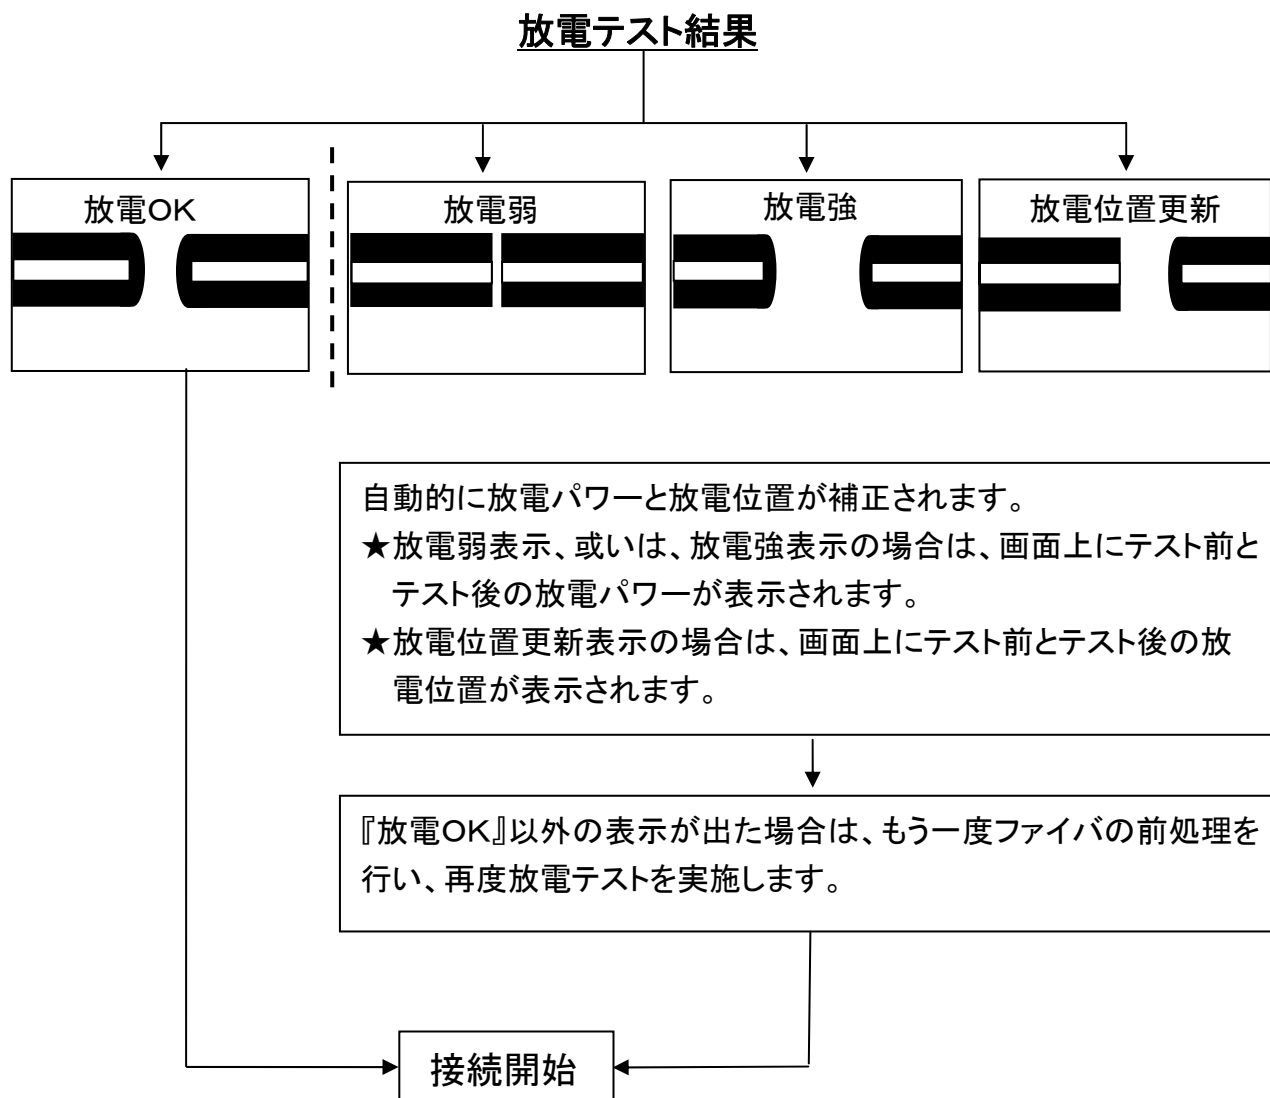 放電テスト結果
放電OK
放電弱
放電強
放電位置更新
自動的に放電パワーと放電位置が補正されます。
★放電弱表示、或いは、放電強表示の場合は、画面上にテスト前と
テスト後の放電パワーが表示されます。
★放電位置更新表示の場合は、画面上にテスト前とテスト後の放
電位置が表示されます。
『放電OK』以外の表示が出た場合は、もう一度ファイバの前処理を
行い、再度放電テストを実施します。
接続開始